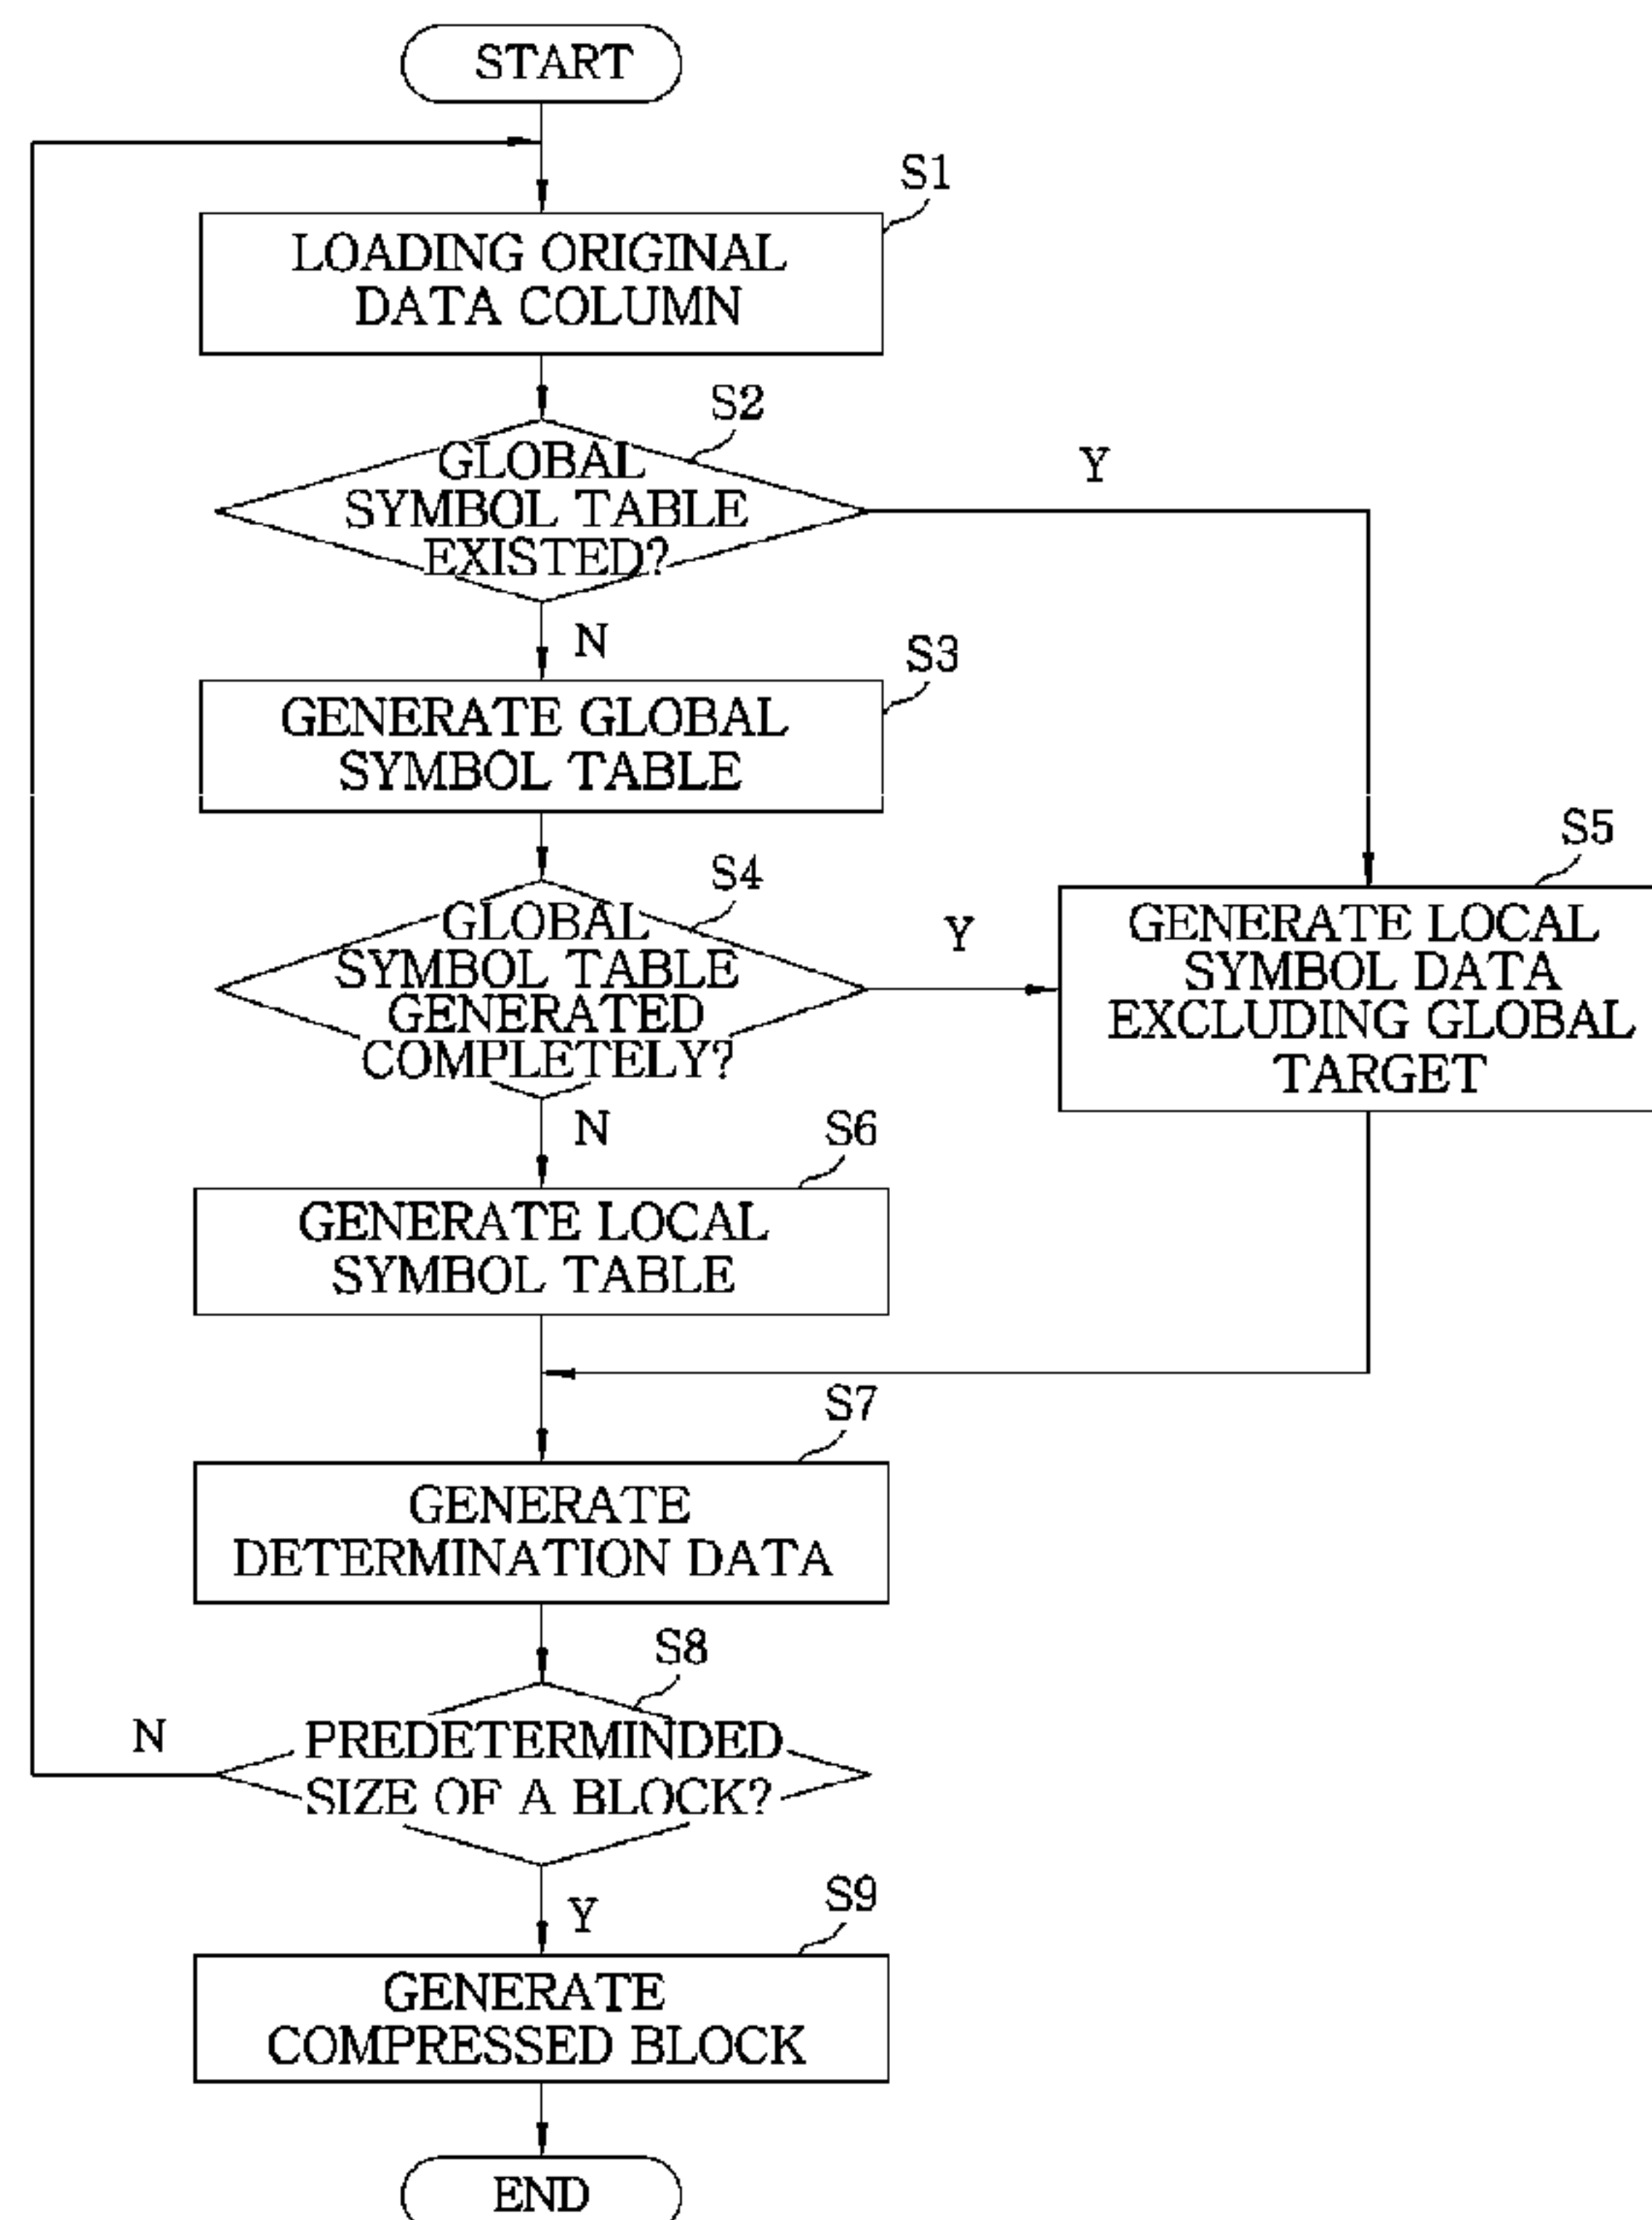 START
S1
LOADING ORIGINAL
DATA COLUMN
S2
GLOBAL
SYMBOL TABLE
EXISTED?
Y
N
S3
GENERATE GLOBAL
SYMBOL TABLE
S4
GLOBAL
SYMBOL TABLE
GENERATED
COMPLETELY?
Y
S5
GENERATE LOCAL
SYMBOL DATA
EXCLUDING GLOBAL
TARGET
N
S6
GENERATE LOCAL
SYMBOL TABLE
S7
GENERATE
DETERMINATION DATA
S8
N
PREDETERMINDED
SIZE OF A BLOCK?
Y
S9
GENERATE
COMPRESSED BLOCK
END